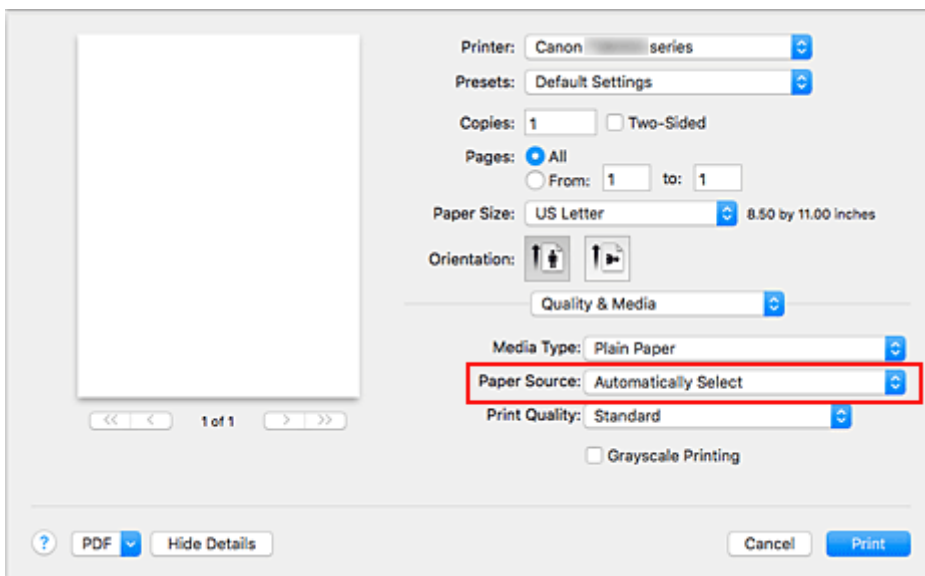 Printer: Canon series
Presets: Default Settings
Copies: 1 Two-Sided
Pages: All
From: 1 to: 1
Paper Size: US Letter 8.50 by 11.00 inches
Orientation:
Quality & Media
Media Type: Plain Paper
Paper Source: Automatically Select
Print Quality: Standard
1 of 1
Grayscale Printing
? PDF Hide Details Cancel Print